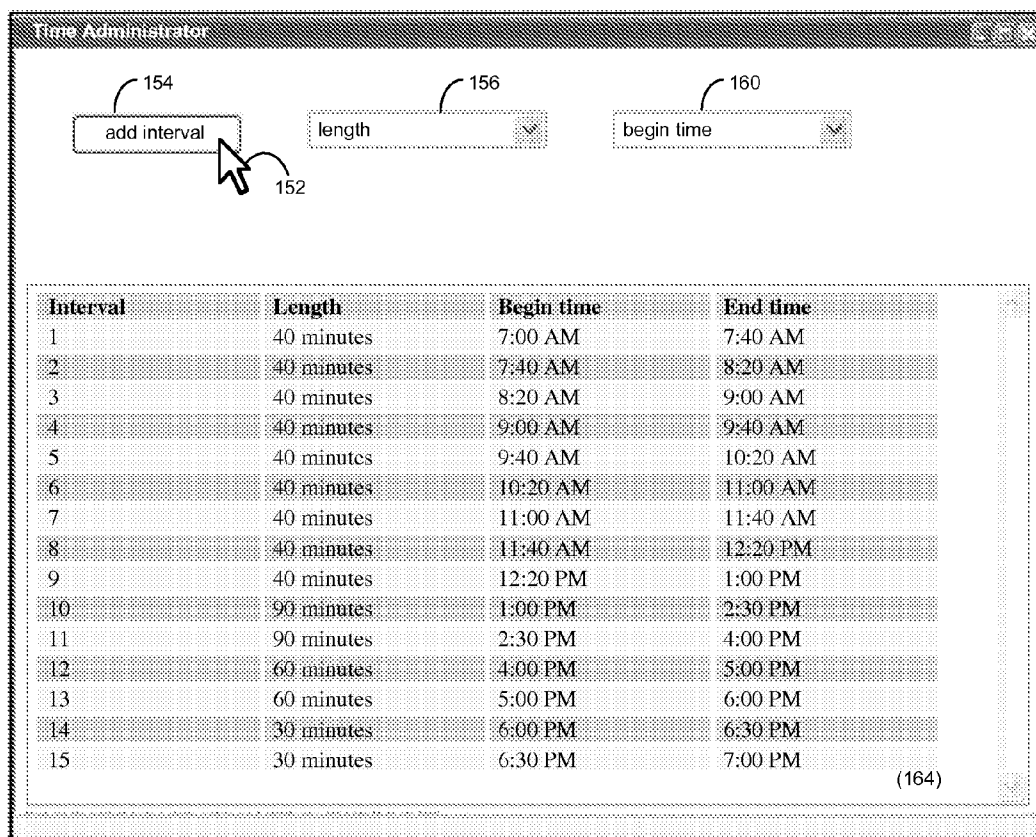 Time Administrator
154
156
160
add interval
length
begin time
152
Interval Length Begin time End time
1 40 minutes 7:00 AM 7:40 AM
2 40 minutes 7:40 AM 8:20 AM
3 40 minutes 8:20 AM 9:00 AM
4 40 minutes 9:00 AM 9:40 AM
5 40 minutes 9:40 AM 10:20 AM
6 40 minutes 10:20 AM 11:00 AM
7 40 minutes 11:00 AM 11:40 AM
8 40 minutes 11:40 AM 12:20 PM
9 40 minutes 12:20 PM 1:00 PM
10 90 minutes 1:00 PM 2:30 PM
11 90 minutes 2:30 PM 4:00 PM
12 60 minutes 4:00 PM 5:00 PM
13 60 minutes 5:00 PM 6:00 PM
14 30 minutes 6:00 PM 6:30 PM
15 30 minutes 6:30 PM 7:00 PM
(164)